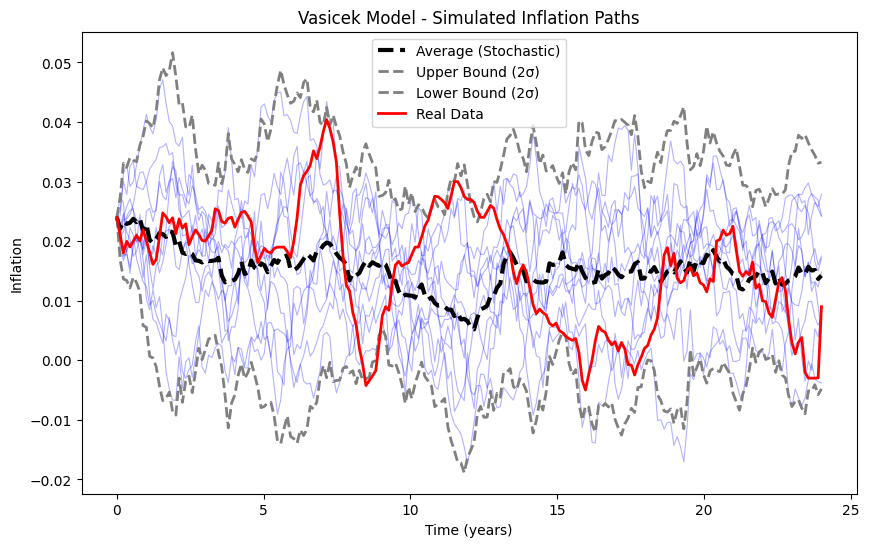 Vasicek Model - Simulated Inflation Paths
Average (Stochastic)
Upper Bound (2σ)
Lower Bound (2σ)
Real Data
Inflation
0.05
0.04
0.03
0.02
0.01
0.00
−0.01
−0.02
0
5
10
15
20
25
Time (years)